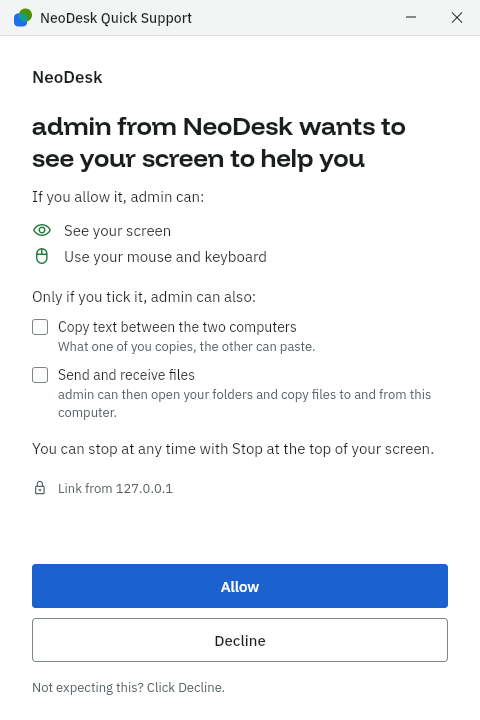 NeoDesk Quick Support
NeoDesk
admin from NeoDesk wants to
see your screen to help you
If you allow it, admin can:
See your screen
Use your mouse and keyboard
Only if you tick it, admin can also:
Copy text between the two computers
What one of you copies, the other can paste.
Send and receive files
admin can then open your folders and copy files to and from this
computer.
You can stop at any time with Stop at the top of your screen.
Link from 127.0.0.1
Allow
Decline
Not expecting this? Click Decline.